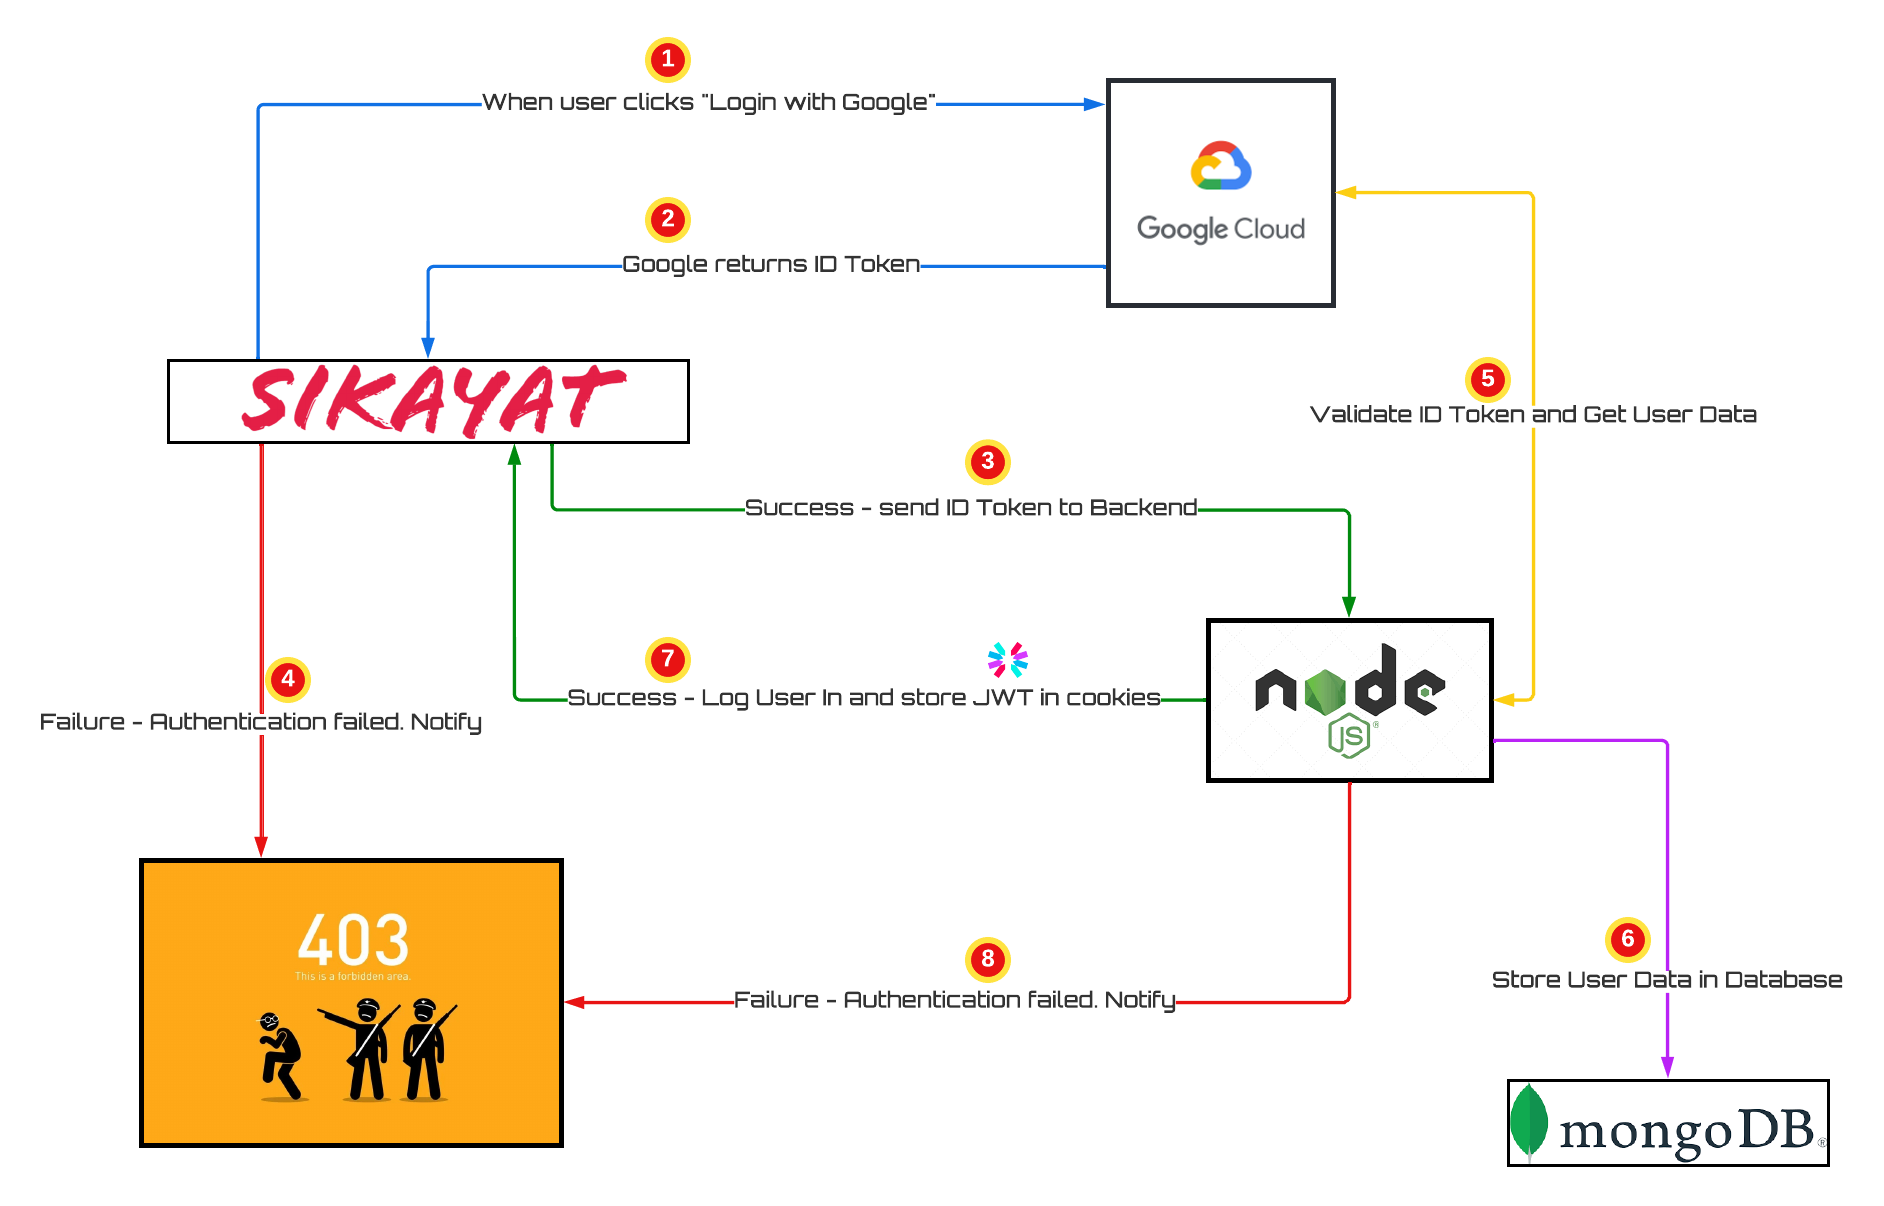 1
When user clicks "Login with Google"
Google Cloud
2
Google returns ID Token
SIKAYAT
5
Validate ID Token and Get User Data
3
Success - send ID Token to Backend
7
Success - Log User In and store JWT in cookies
node
JS®
4
Failure - Authentication failed. Notify
403
This is a forbidden area.
8
Failure - Authentication failed. Notify
6
Store User Data in Database
mongoDB®